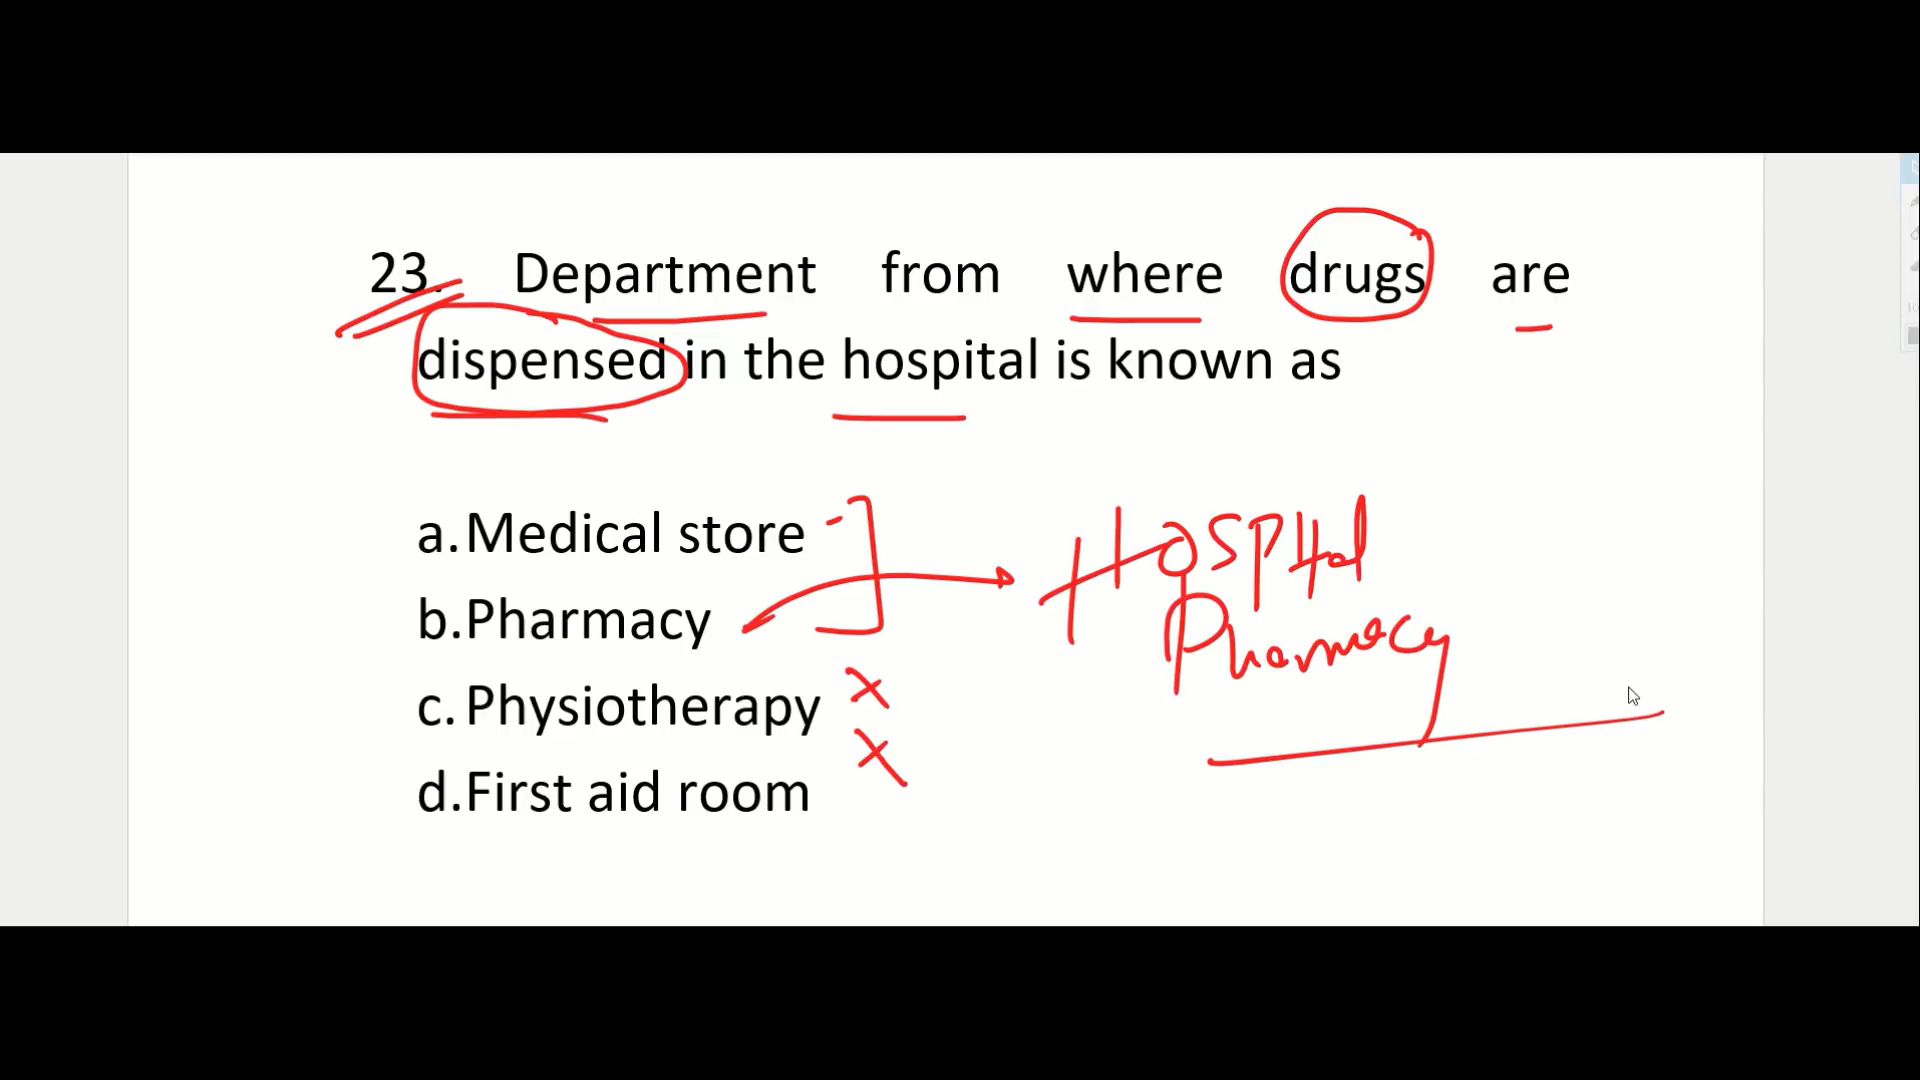 23. Department from where drugs are
dispensed in the hospital is known as
a. Medical store
b. Pharmacy
c. Physiotherapy
d. First aid room
HOSPItal
Pharmacy